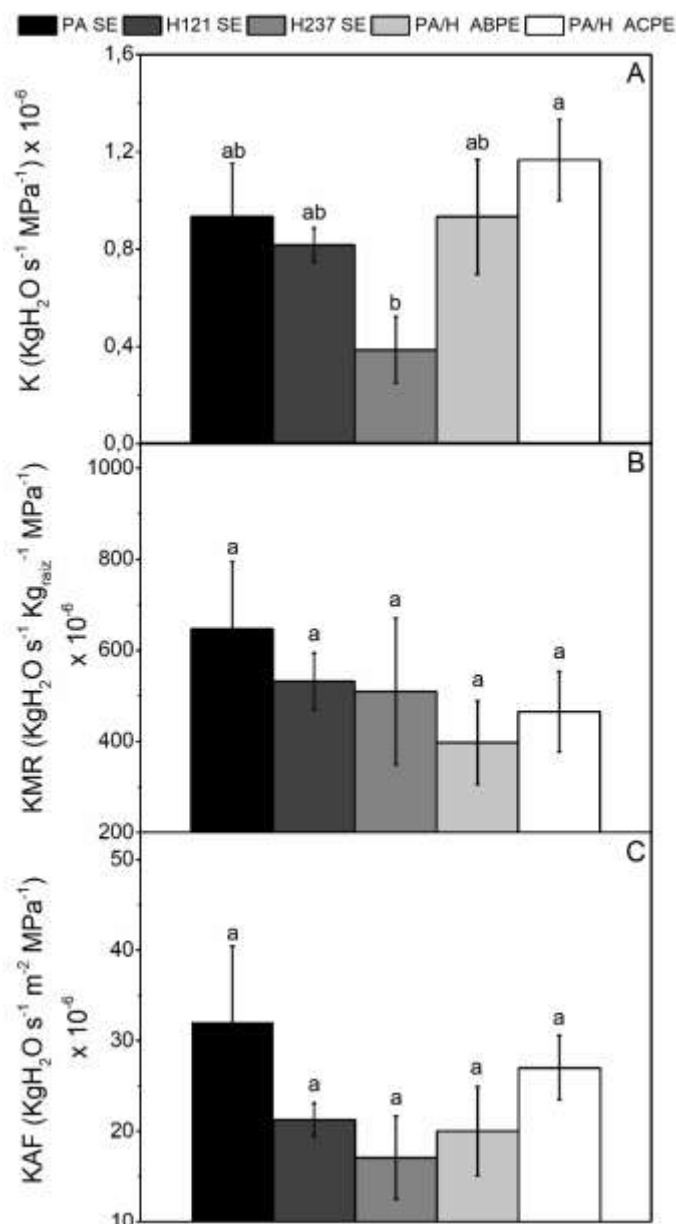 PA SE H121 SE H237 SE PA/H ABPE PA/H ACPE
A
K (KgH₂O s⁻¹ MPa⁻¹) x 10⁻⁶
1,6
1,2
0,8
0,4
0,0
ab
ab
b
ab
a
B
KMR (KgH₂O s⁻¹ Kg_raiz⁻¹ MPa⁻¹)
x 10⁻⁶
1000
800
600
400
200
a
a
a
a
a
C
KAF (KgH₂O s⁻¹ m⁻² MPa⁻¹)
x 10⁻⁶
50
40
30
20
10
a
a
a
a
a